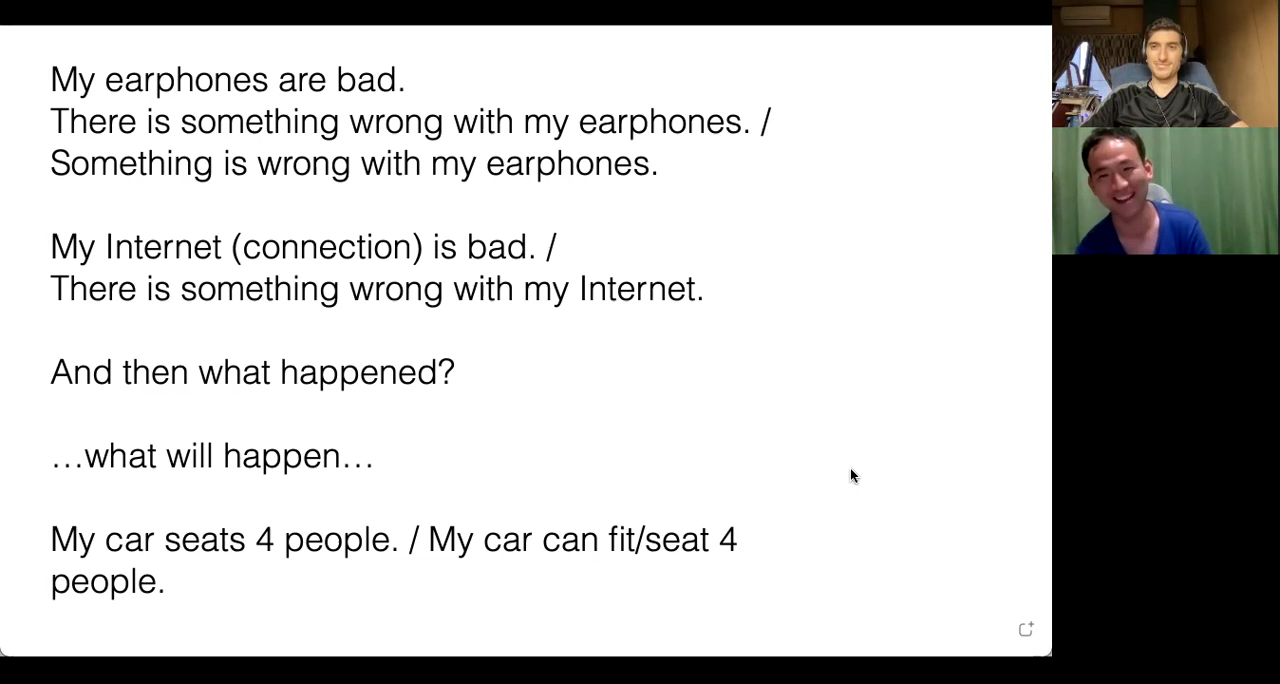 My earphones are bad.
There is something wrong with my earphones. /
Something is wrong with my earphones.
My Internet (connection) is bad. /
There is something wrong with my Internet.
And then what happened?
…what will happen…
My car seats 4 people. / My car can fit/seat 4
people.